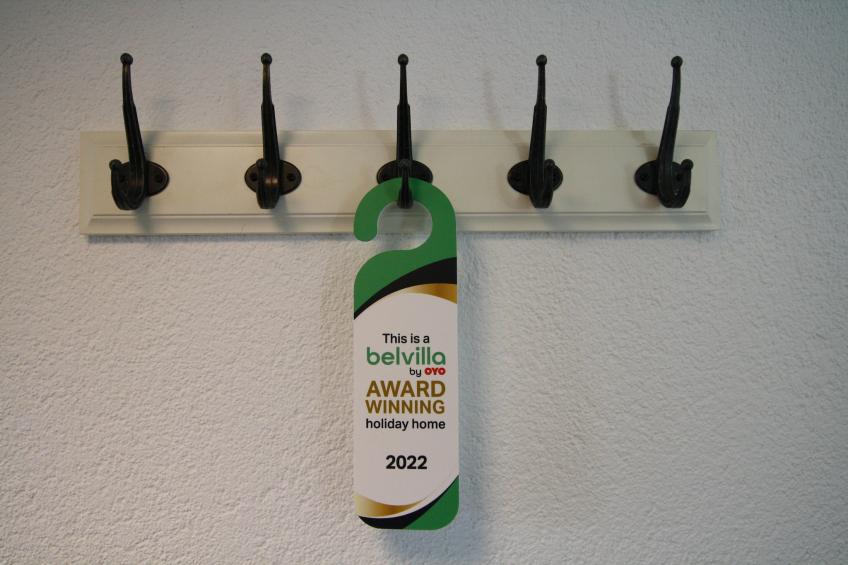 This is a
belvilla
by OYO
AWARD
WINNING
holiday home
2022